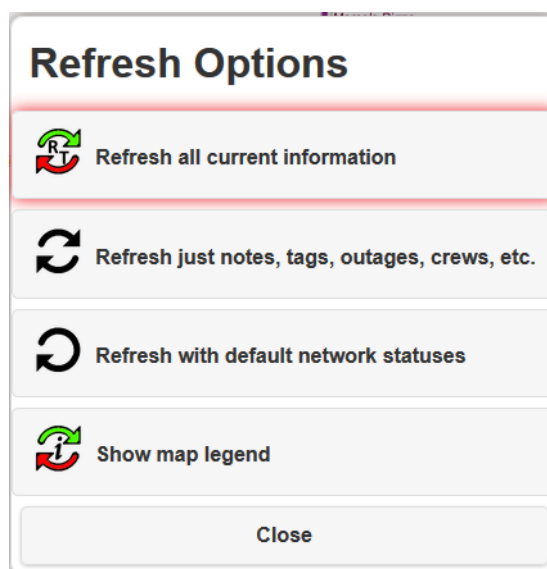 Refresh Options
RT
Refresh all current information
Refresh just notes, tags, outages, crews, etc.
Refresh with default network statuses
i
Show map legend
Close